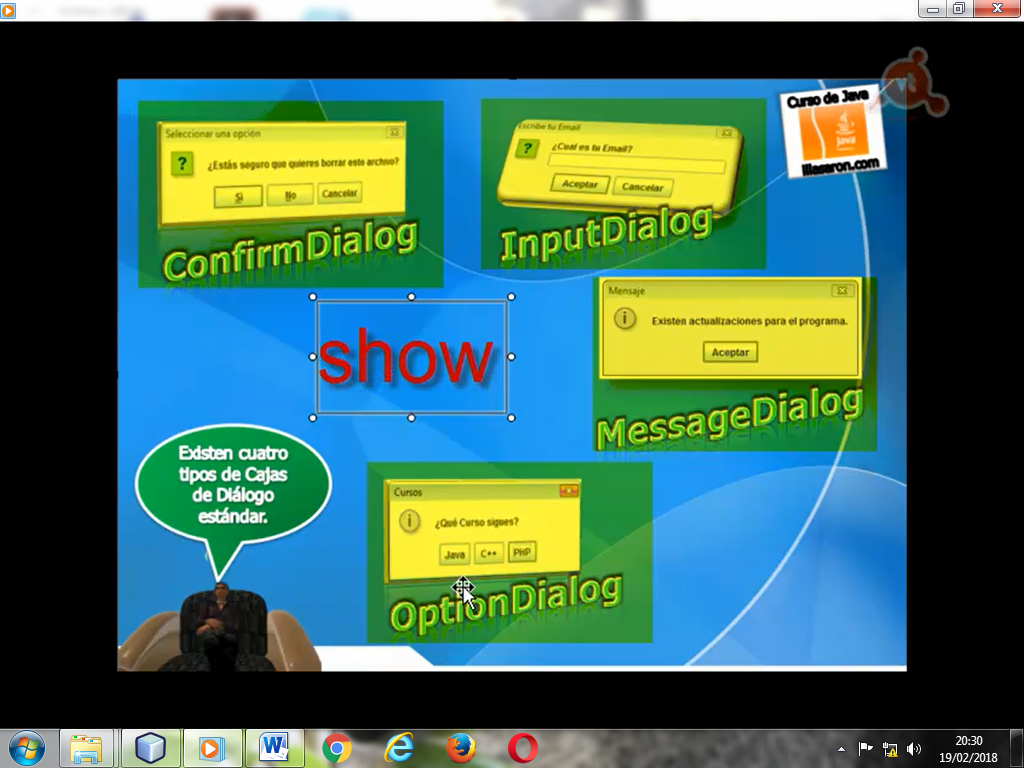 Seleccionar una opción
?
¿Estás seguro que quieres borrar este archivo?
Sí No Cancelar
ConfirmDialog
Escribe tu Email
?
¿Cual es tu Email?
Aceptar Cancelar
InputDialog
Curso de Java
Java
illasaron.com
show
Mensaje
i
Existen actualizaciones para el programa.
Aceptar
MessageDialog
Existen cuatro
tipos de Cajas
de Diálogo
estándar.
Cursos
i
¿Qué Curso sigues?
Java C++ PHP
OptionDialog
20:30
19/02/2018